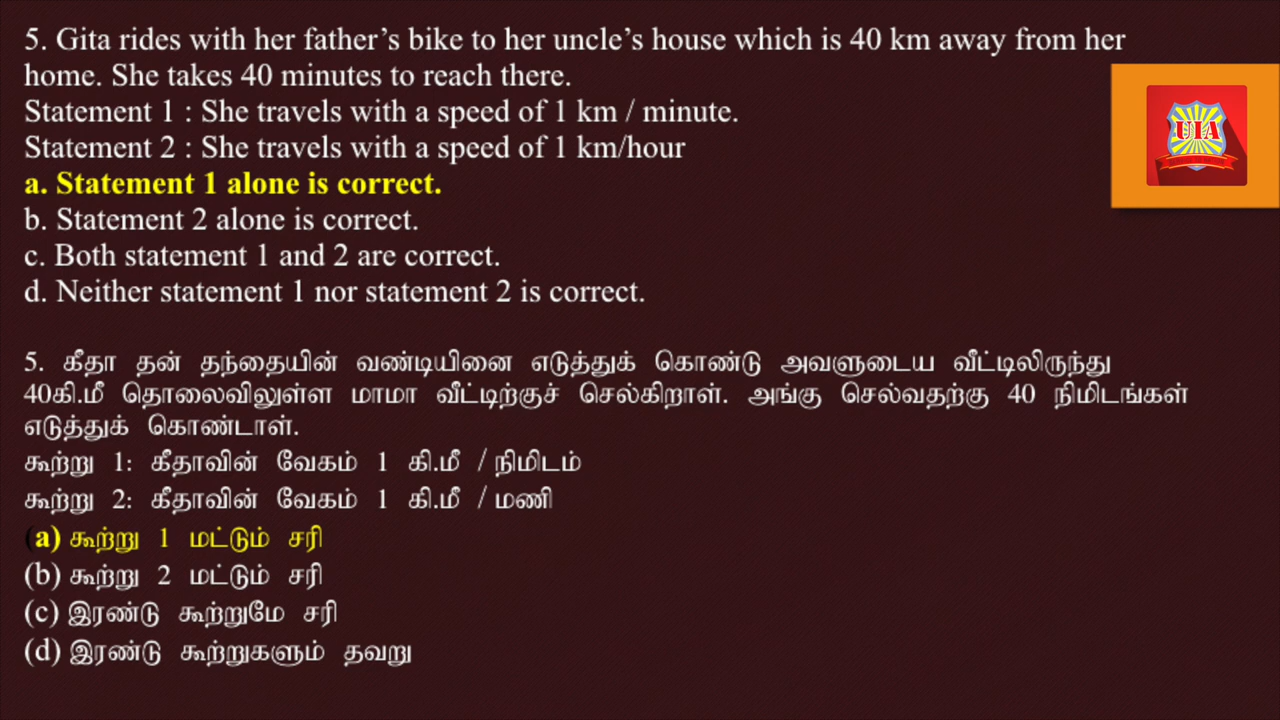 5. Gita rides with her father’s bike to her uncle’s house which is 40 km away from her
home. She takes 40 minutes to reach there.
Statement 1 : She travels with a speed of 1 km / minute.
Statement 2 : She travels with a speed of 1 km/hour
a. Statement 1 alone is correct.
b. Statement 2 alone is correct.
c. Both statement 1 and 2 are correct.
d. Neither statement 1 nor statement 2 is correct.
UIA
5. கீதா தன் தந்தையின் வண்டியினை எடுத்துக் கொண்டு அவளுடைய வீட்டிலிருந்து
40கி.மீ தொலைவிலுள்ள மாமா வீட்டிற்குச் செல்கிறாள். அங்கு செல்வதற்கு 40 நிமிடங்கள்
எடுத்துக் கொண்டாள்.
கூற்று 1: கீதாவின் வேகம் 1 கி.மீ / நிமிடம்
கூற்று 2: கீதாவின் வேகம் 1 கி.மீ / மணி
(a) கூற்று 1 மட்டும் சரி
(b) கூற்று 2 மட்டும் சரி
(c) இரண்டு கூற்றுமே சரி
(d) இரண்டு கூற்றுகளும் தவறு